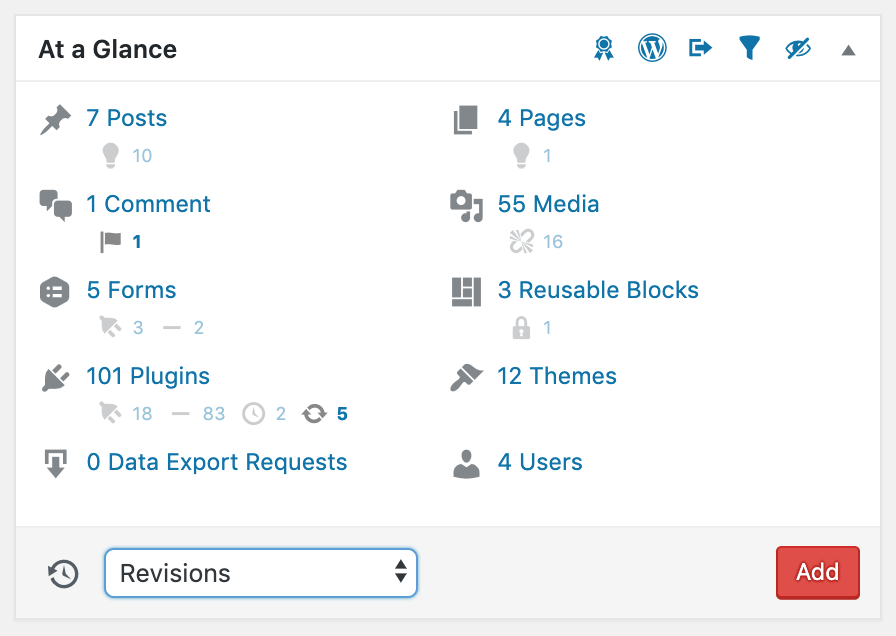 At a Glance
7 Posts
10
4 Pages
1
1 Comment
1
55 Media
16
5 Forms
3 — 2
3 Reusable Blocks
1
101 Plugins
18 — 83 2 5
12 Themes
0 Data Export Requests
4 Users
Revisions
Add